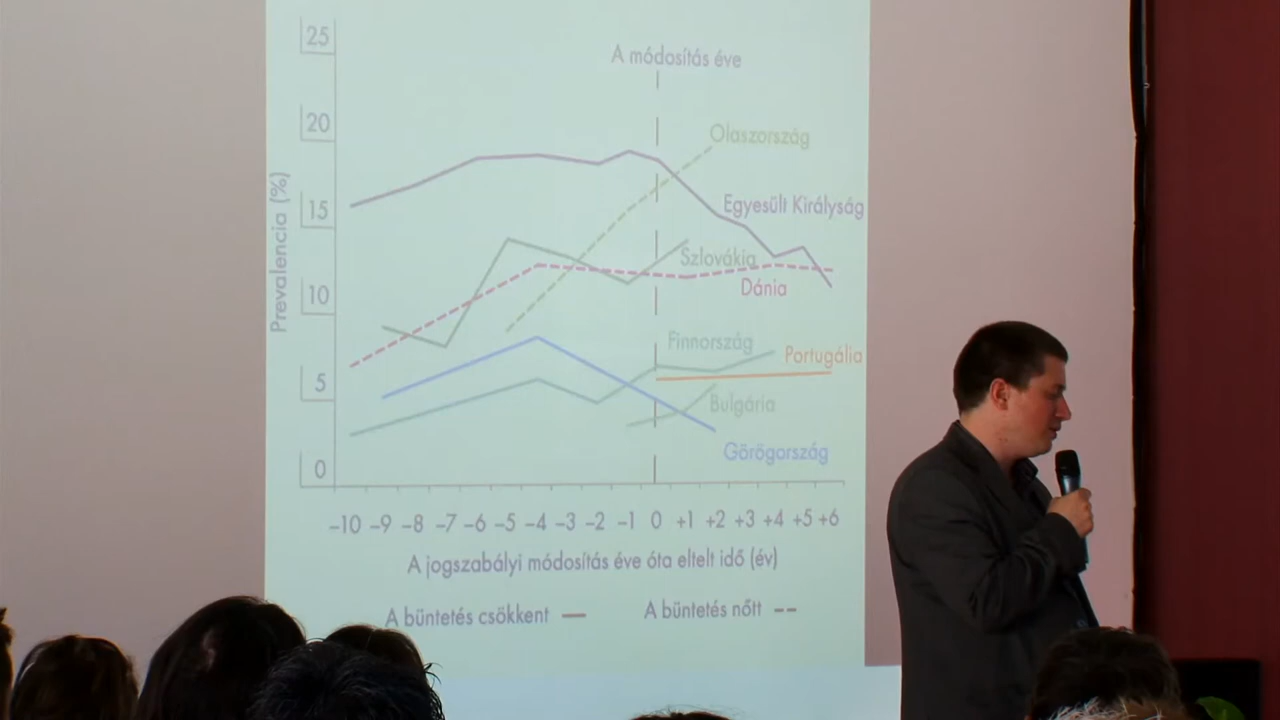 25
A módosítás éve
20
Olaszország
Prevalencia (%)
15
Egyesült Királyság
Szlovákia
Dánia
10
Finnország
Portugália
5
Bulgária
Görögország
0
–10 –9 –8 –7 –6 –5 –4 –3 –2 –1 0 +1 +2 +3 +4 +5 +6
A jogszabályi módosítás éve óta eltelt idő (év)
A büntetés csökkent
A büntetés nőtt